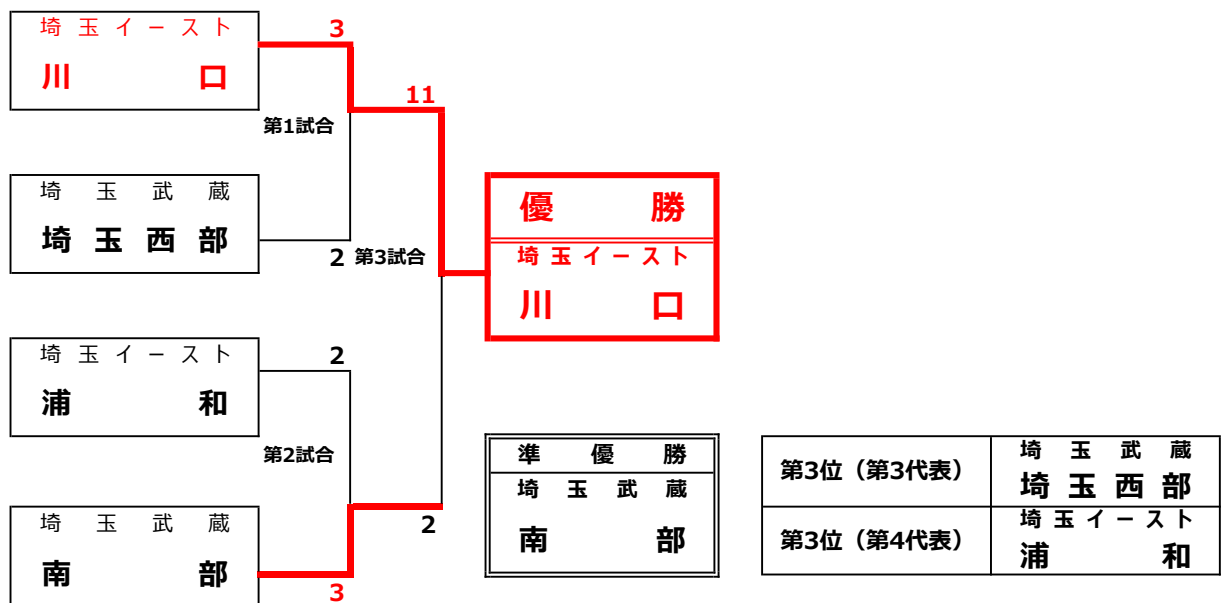 埼玉イースト
川口
3
11
第1試合
埼玉武蔵
埼玉西部
2
第3試合
優勝
埼玉イースト
川口
埼玉イースト
浦和
2
第2試合
埼玉武蔵
南部
3
2
準優勝
埼玉武蔵
南部
第3位（第3代表）
埼玉武蔵
埼玉西部
第3位（第4代表）
埼玉イースト
浦和